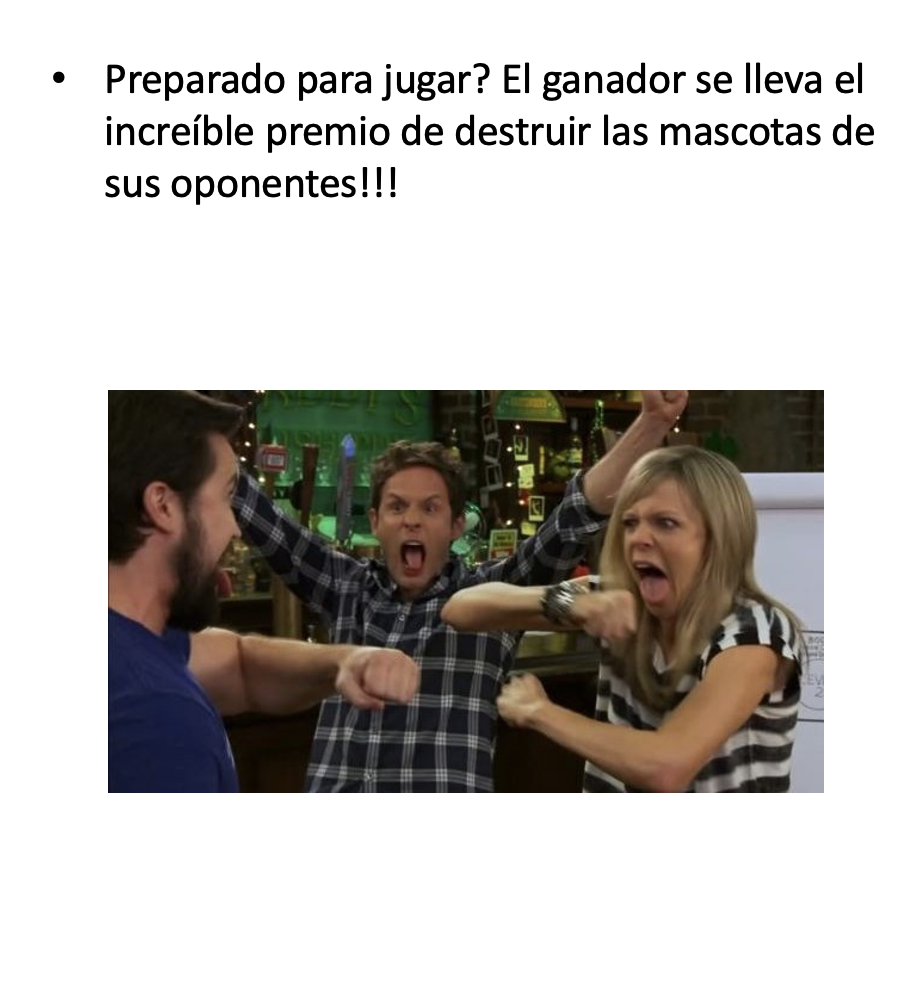 • Preparado para jugar? El ganador se lleva el
increíble premio de destruir las mascotas de
sus oponentes!!!